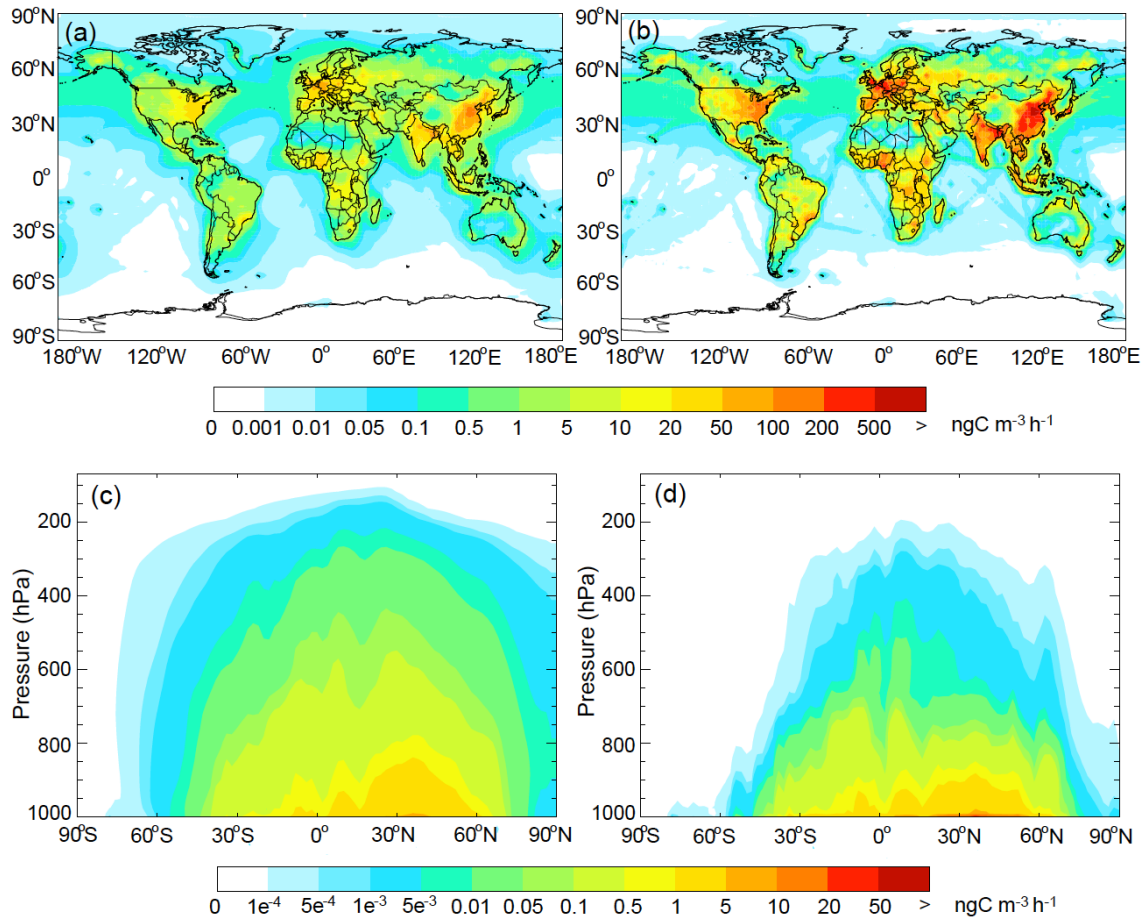 90°N (a) 90°N (b)
60°N 60°N
30°N 30°N
0° 0°
30°S 30°S
60°S 60°S
90°S 90°S
180°W 120°W 60°W 0° 60°E 120°E 180°E 180°W 120°W 60°W 0° 60°E 120°E 180°E
0 0.001 0.01 0.05 0.1 0.5 1 5 10 20 50 100 200 500 > ngC m⁻³ h⁻¹
(c) (d)
200 200
400 400
Pressure (hPa) Pressure (hPa)
600 600
800 800
1000 1000
90°S 60°S 30°S 0° 30°N 60°N 90°N 90°S 60°S 30°S 0° 30°N 60°N 90°N
0 1e⁻⁴ 5e⁻⁴ 1e⁻³ 5e⁻³ 0.01 0.05 0.1 0.5 1 5 10 20 50 > ngC m⁻³ h⁻¹